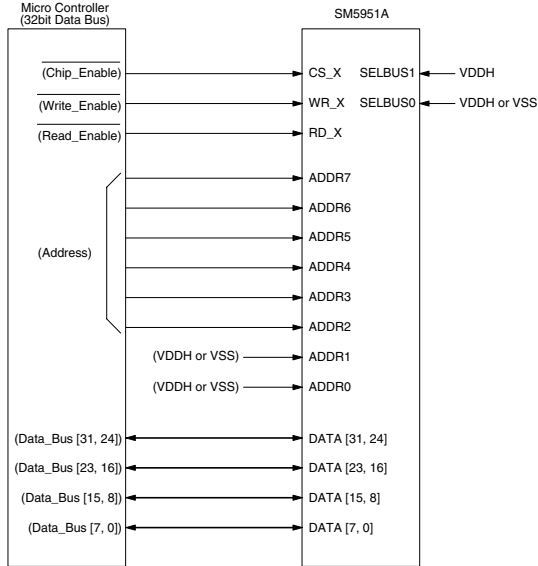 Micro Controller
(32bit Data Bus)
SM5951A
(Chip_Enable)
CS_X
SELBUS1
VDDH
(Write_Enable)
WR_X
SELBUS0
VDDH or VSS
(Read_Enable)
RD_X
(Address)
ADDR7
ADDR6
ADDR5
ADDR4
ADDR3
ADDR2
(VDDH or VSS)
ADDR1
(VDDH or VSS)
ADDR0
(Data_Bus [31, 24])
DATA [31, 24]
(Data_Bus [23, 16])
DATA [23, 16]
(Data_Bus [15, 8])
DATA [15, 8]
(Data_Bus [7, 0])
DATA [7, 0]